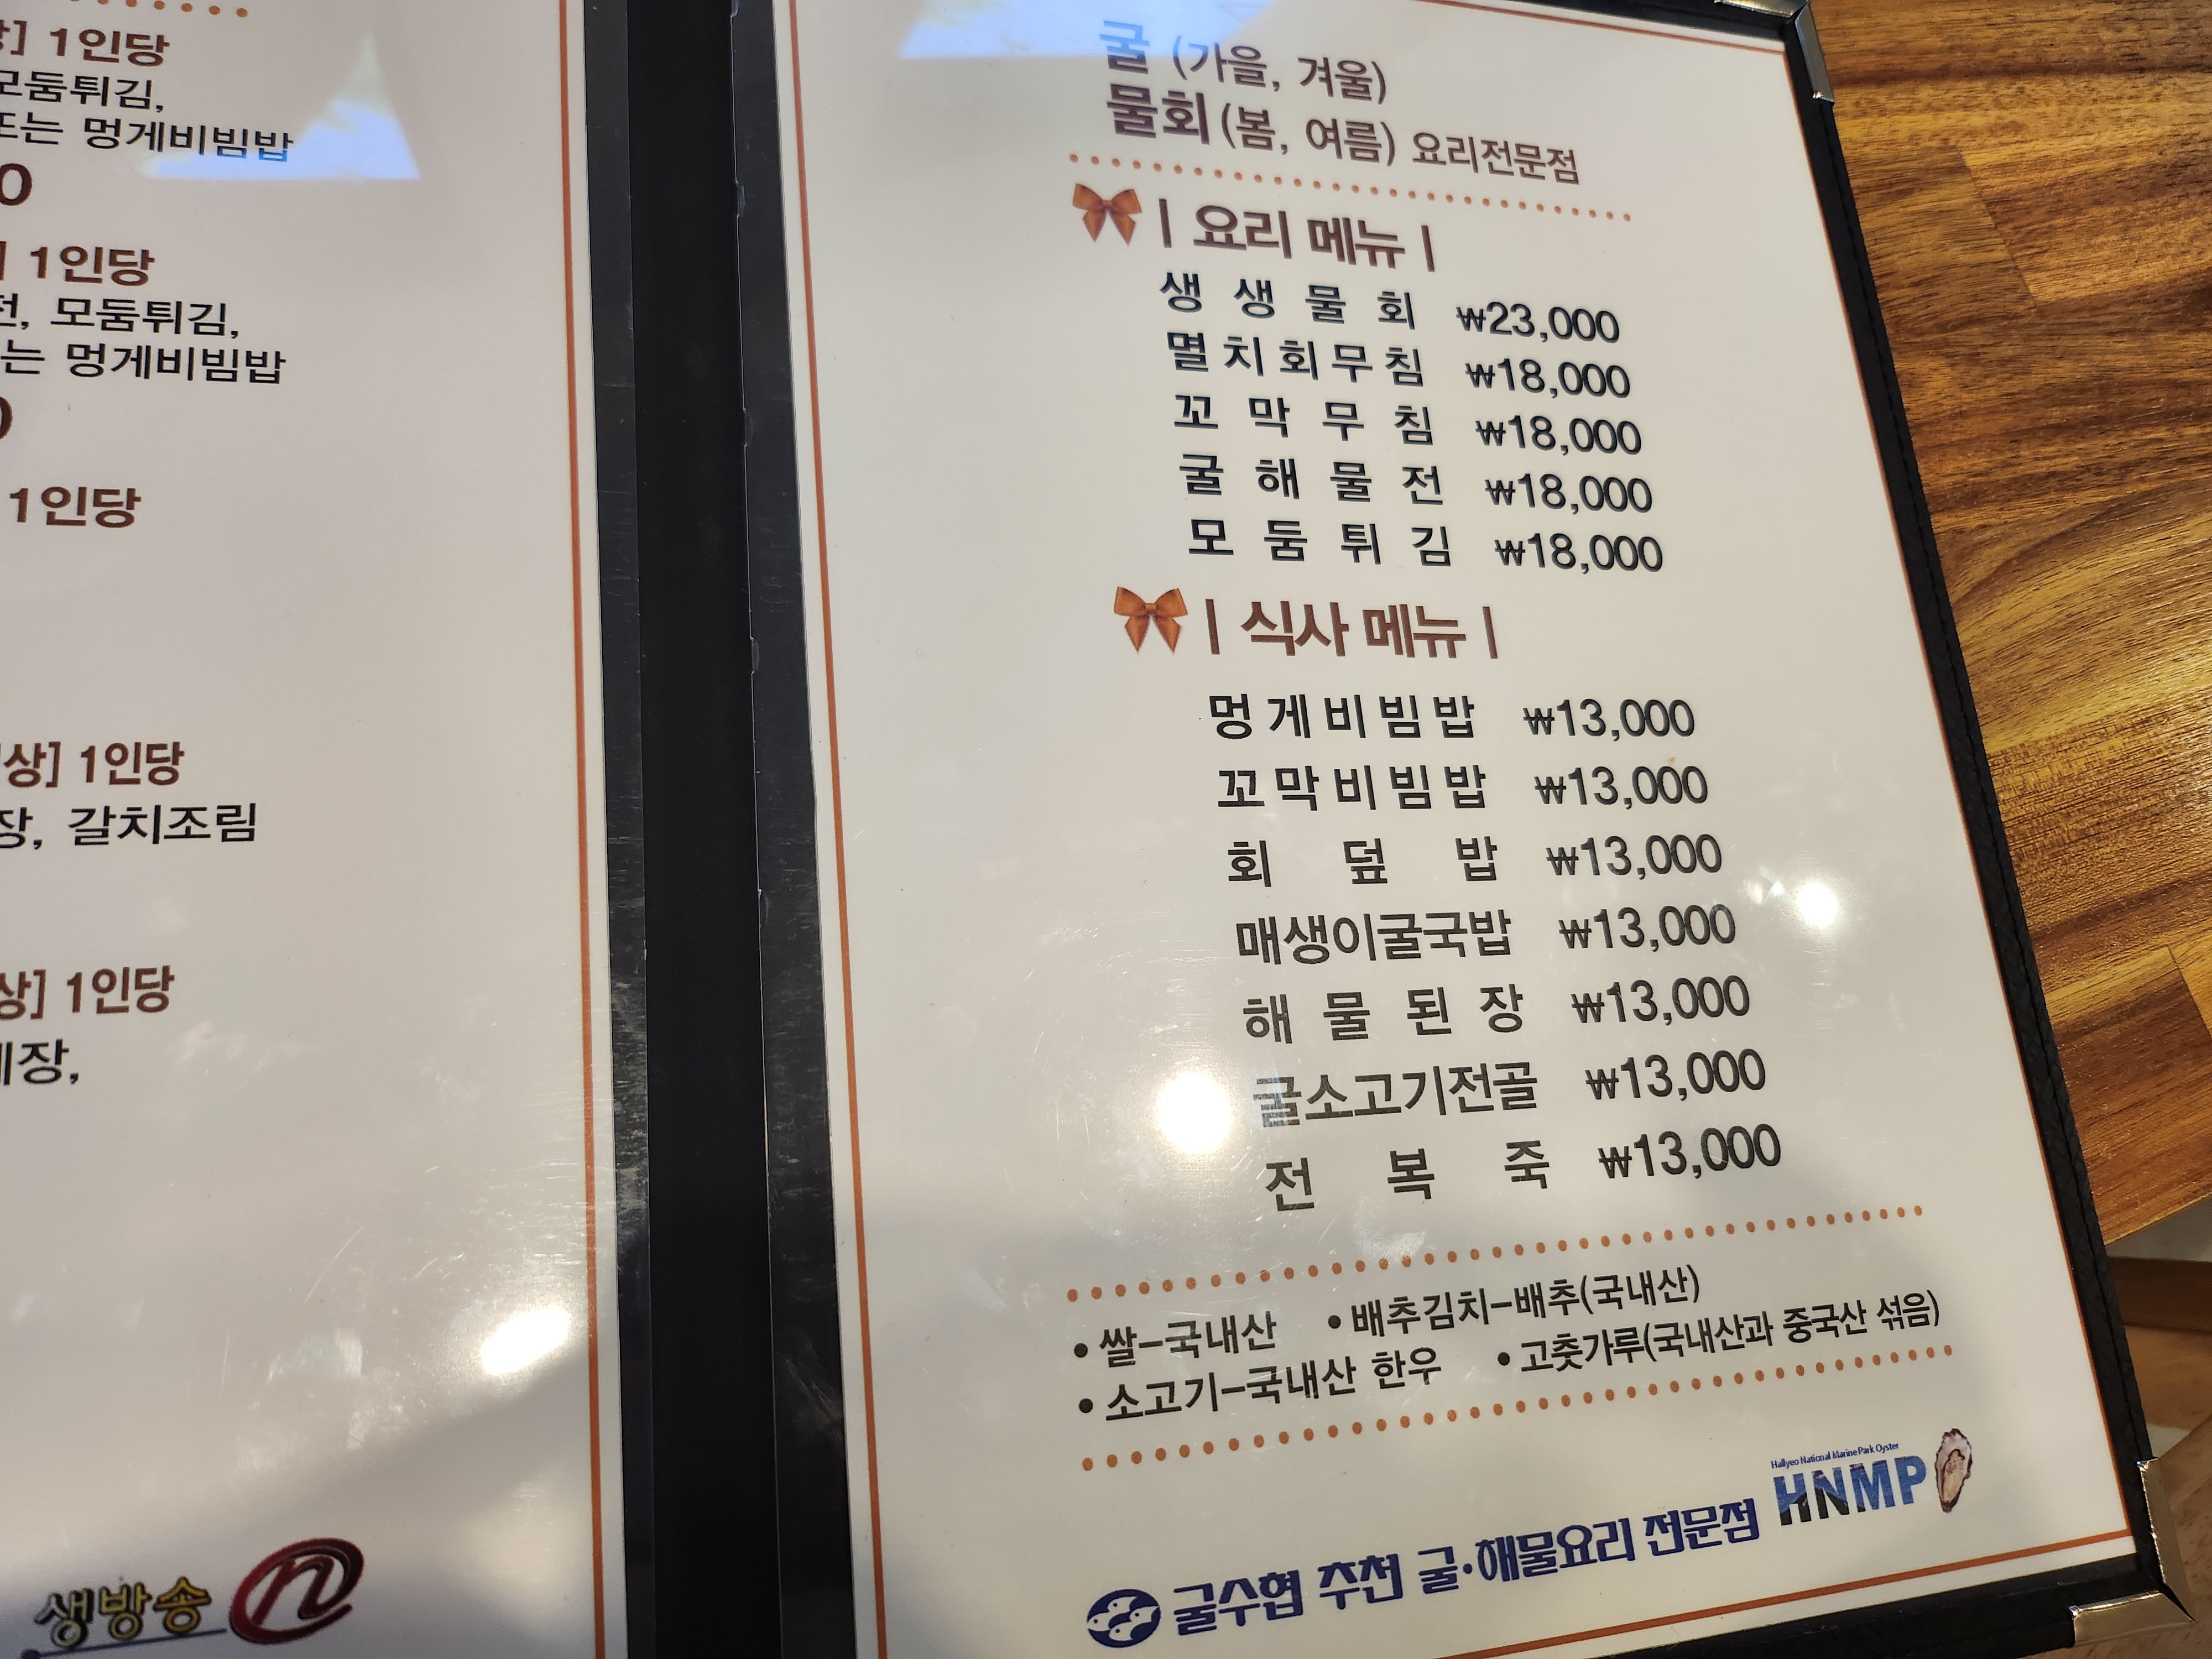 1인당
모둠튀김,
또는 멍게비빔밥
1인당
전, 모둠튀김,
는 멍게비빔밥
1인당
상] 1인당
장, 갈치조림
상] 1인당
게장,
생방송
굴 (가을, 겨울)
물회 (봄, 여름) 요리전문점
| 요리 메뉴 |
생생물회 ₩23,000
멸치회무침 ₩18,000
꼬막무침 ₩18,000
굴해물전 ₩18,000
모둠튀김 ₩18,000
| 식사 메뉴 |
멍게비빔밥 ₩13,000
꼬막비빔밥 ₩13,000
회덮밥 ₩13,000
매생이굴국밥 ₩13,000
해물된장 ₩13,000
굴소고기전골 ₩13,000
전복죽 ₩13,000
• 쌀-국내산 • 배추김치-배추(국내산)
• 소고기-국내산 한우 • 고춧가루(국내산과 중국산 섞음)
Hallyeo National Marine Park Oyster
HNMP
굴수협 추천 굴·해물요리 전문점